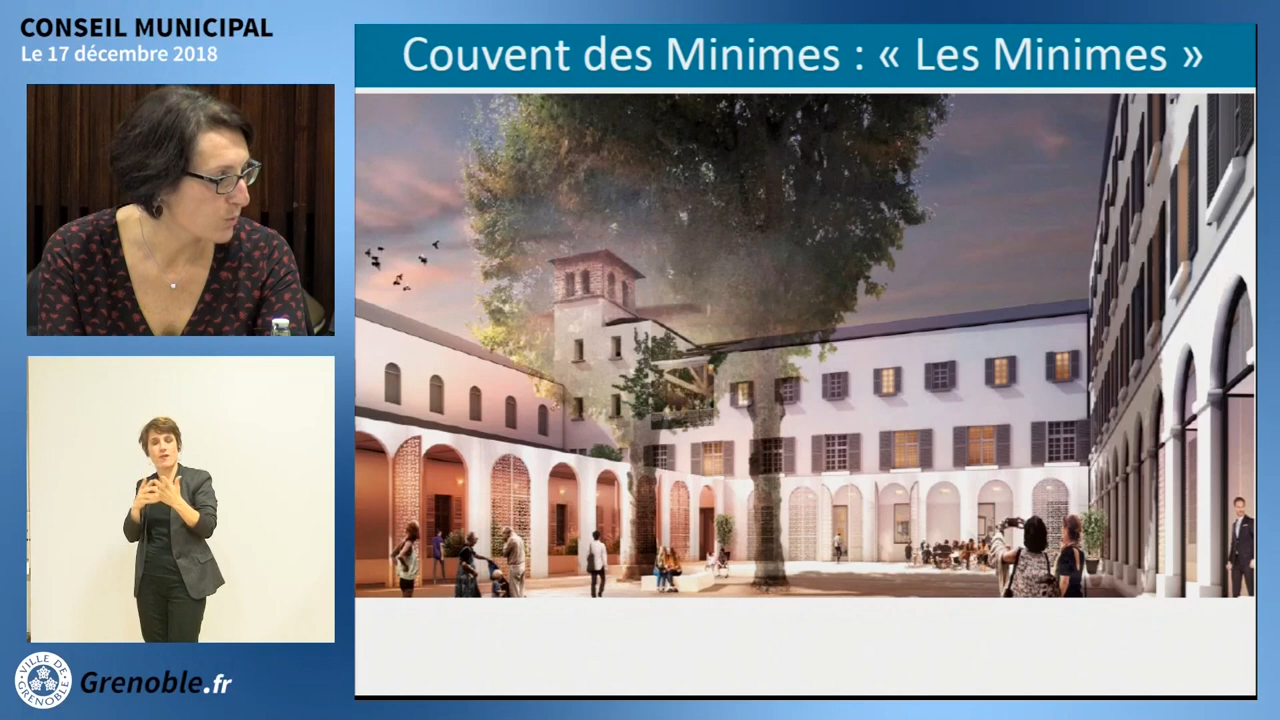 CONSEIL MUNICIPAL
Le 17 décembre 2018
Couvent des Minimes : « Les Minimes »
VILLE DE GRENOBLE
Grenoble.fr